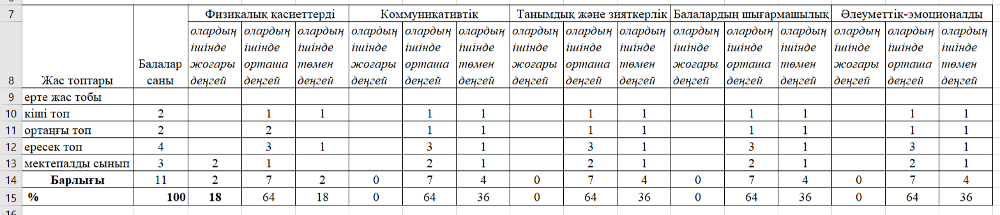 7 Физикалық қасиеттерді Коммуникативтік Танымдық және зияткерлік Балалардың шығармашылық Әлеуметтік-эмоционалды
олардың олардың олардың олардың олардың олардың олардың олардың олардың олардың олардың олардың олардың олардың олардың
ішінде ішінде ішінде ішінде ішінде ішінде ішінде ішінде ішінде ішінде ішінде ішінде ішінде ішінде ішінде
Балалар жоғары орташа төмен жоғары орташа төмен жоғары орташа төмен жоғары орташа төмен жоғары орташа төмен
8 Жас топтары саны деңгей деңгей деңгей деңгей деңгей деңгей деңгей деңгей деңгей деңгей деңгей деңгей деңгей деңгей деңгей
9 ерте жас тобы
10 кіші топ 2 1 1 1 1 1 1 1 1 1 1
11 ортаңғы топ 2 2 1 1 1 1 1 1 1 1
12 ересек топ 4 3 1 3 1 3 1 3 1 3 1
13 мектепалды сынып 3 2 1 2 1 2 1 2 1 2 1
14 Барлығы 11 2 7 2 0 7 4 0 7 4 0 7 4 0 7 4
15 % 100 18 64 18 0 64 36 0 64 36 0 64 36 0 64 36